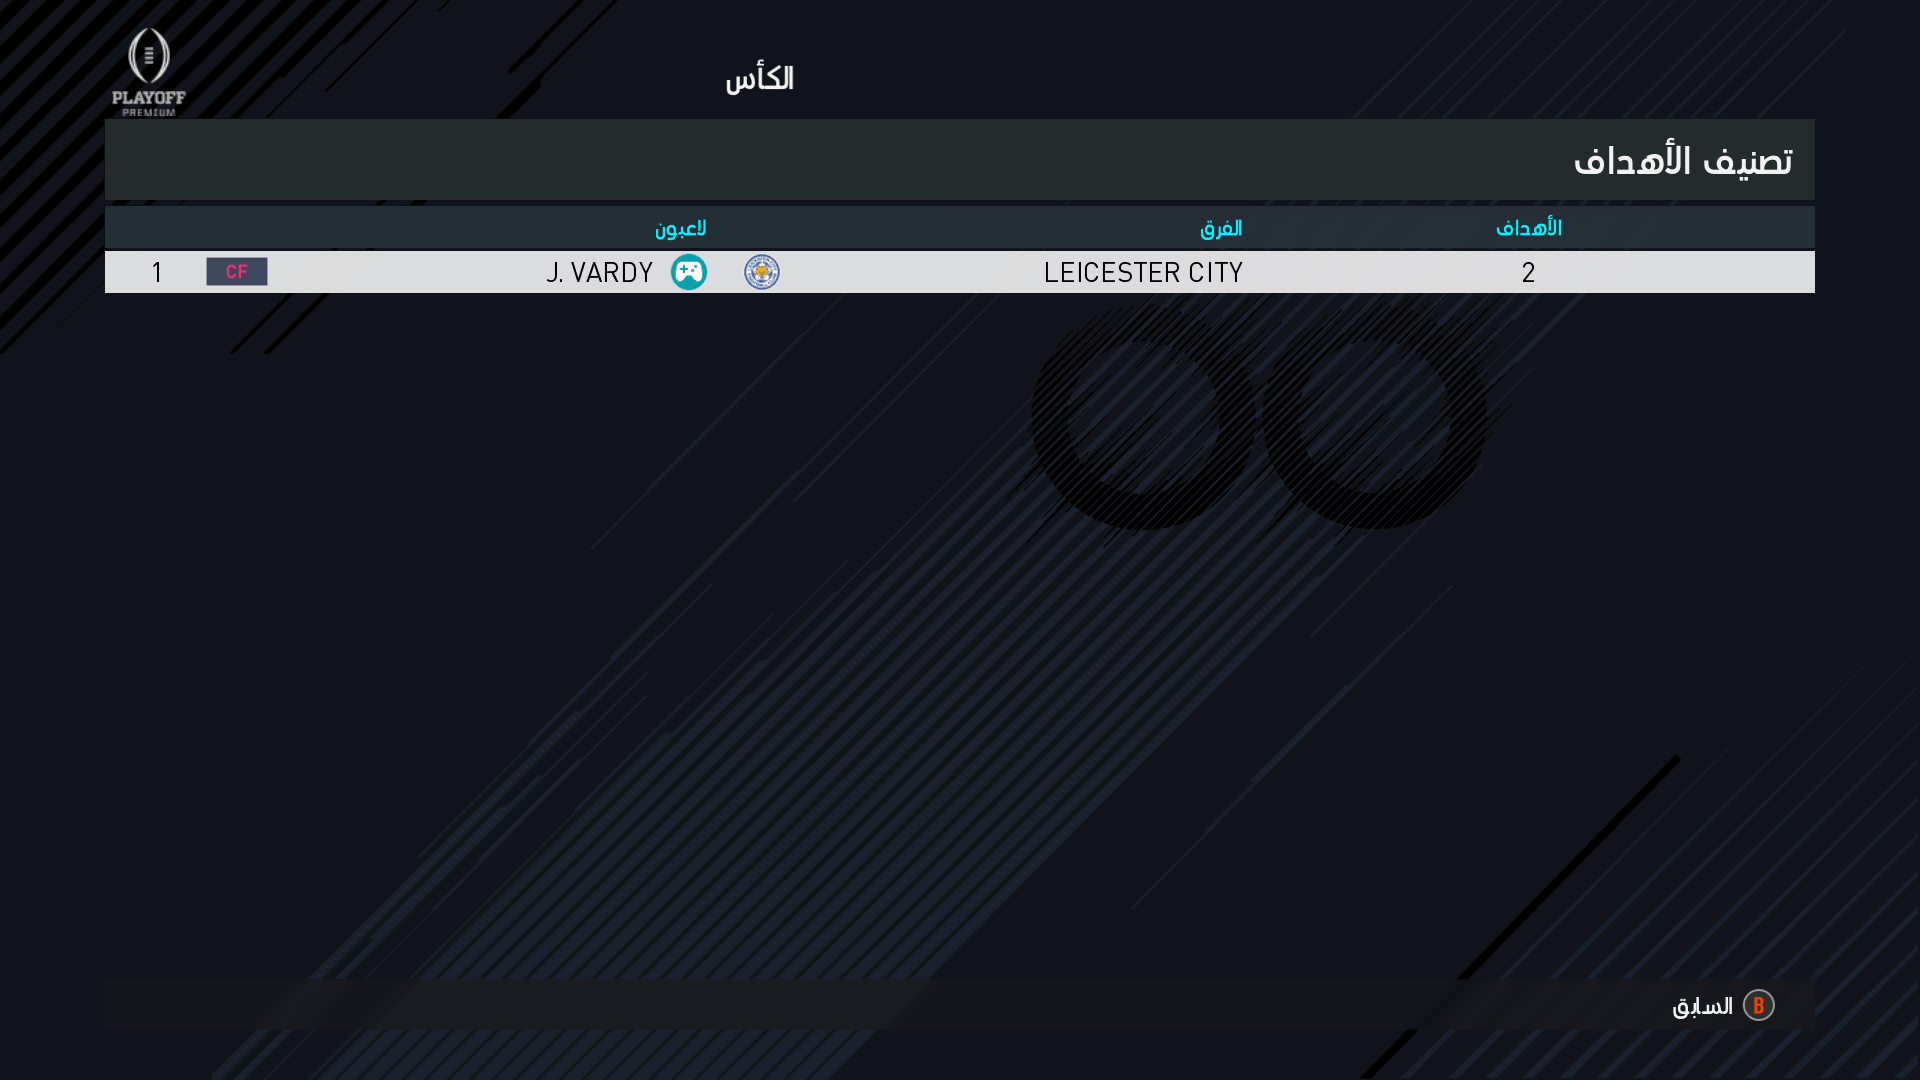 PLAYOFF
PREMIUM
الكأس
تصنيف الأهداف
لاعبون الفرق الأهداف
1 CF J. VARDY LEICESTER CITY 2
السابق B